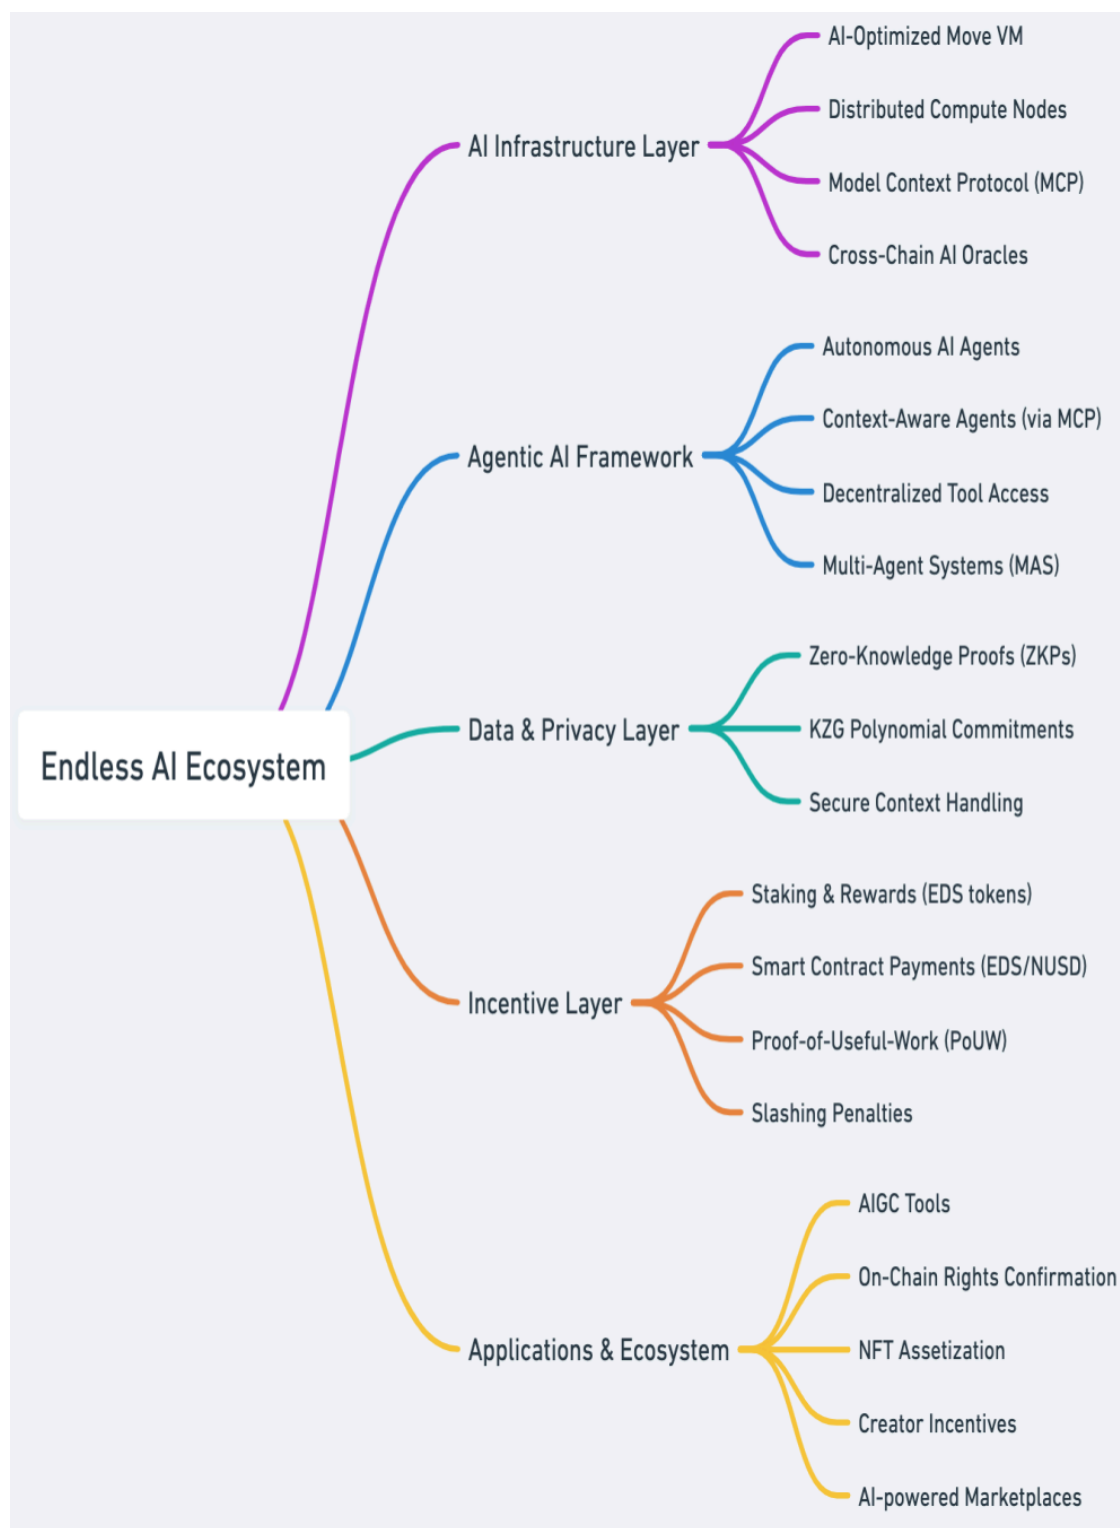 Endless AI Ecosystem
AI Infrastructure Layer
AI-Optimized Move VM
Distributed Compute Nodes
Model Context Protocol (MCP)
Cross-Chain AI Oracles
Agentic AI Framework
Autonomous AI Agents
Context-Aware Agents (via MCP)
Decentralized Tool Access
Multi-Agent Systems (MAS)
Data & Privacy Layer
Zero-Knowledge Proofs (ZKPs)
KZG Polynomial Commitments
Secure Context Handling
Incentive Layer
Staking & Rewards (EDS tokens)
Smart Contract Payments (EDS/NUSD)
Proof-of-Useful-Work (PoUW)
Slashing Penalties
Applications & Ecosystem
AIGC Tools
On-Chain Rights Confirmation
NFT Assetization
Creator Incentives
AI-powered Marketplaces